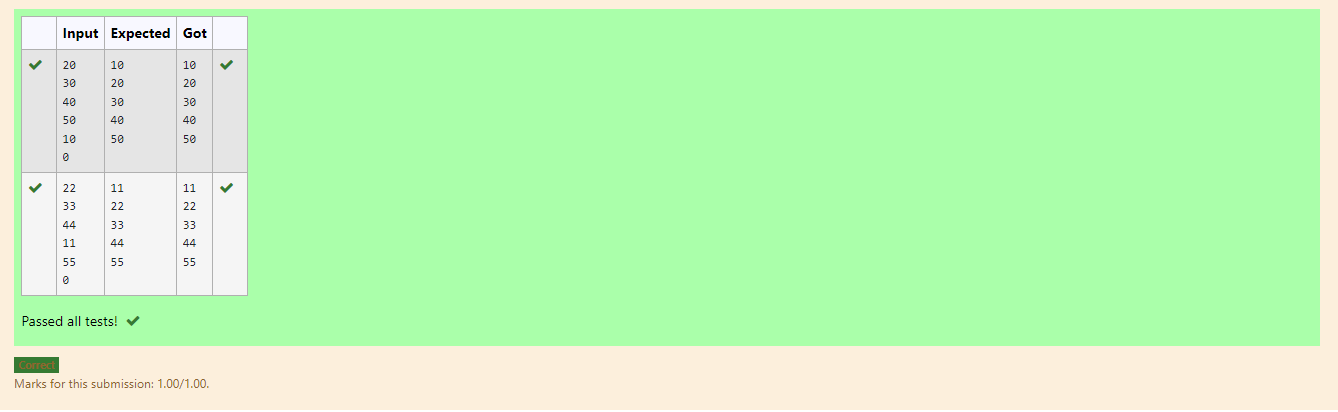 Input Expected Got
20 10 10
30 20 20
40 30 30
50 40 40
10 50 50
0
22 11 11
33 22 22
44 33 33
11 44 44
55 55 55
0
Passed all tests!
Correct
Marks for this submission: 1.00/1.00.